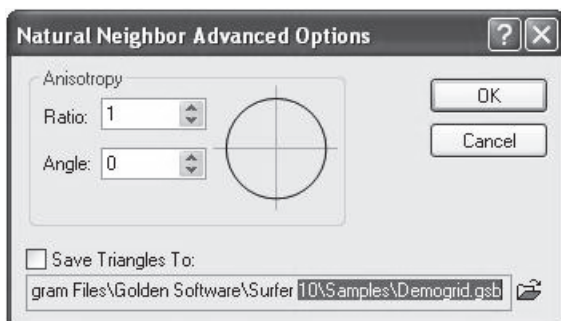 Natural Neighbor Advanced Options
Anisotropy
Ratio: 1
Angle: 0
OK
Cancel
Save Triangles To:
gram Files\Golden Software\Surfer 10\Samples\Demogrid.gsb